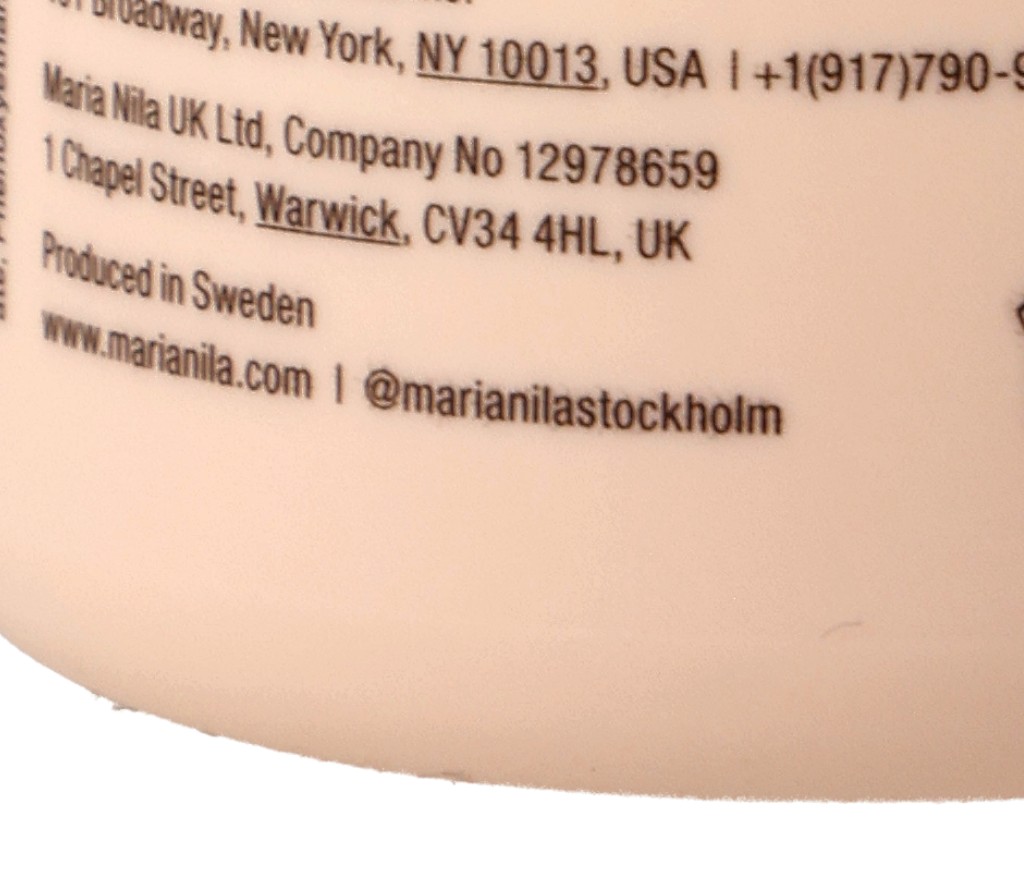 Broadway, New York, NY 10013, USA | +1(917)790-9
Maria Nila UK Ltd, Company No 12978659
1 Chapel Street, Warwick, CV34 4HL, UK
Produced in Sweden
www.marianila.com | @marianilastockholm